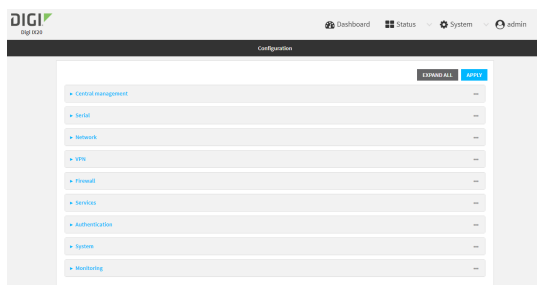 DIGI
Digi IX20
Dashboard
Status
System
admin
Configuration
EXPAND ALL
APPLY
Central management
Serial
Network
VPN
Firewall
Services
Authentication
System
Monitoring